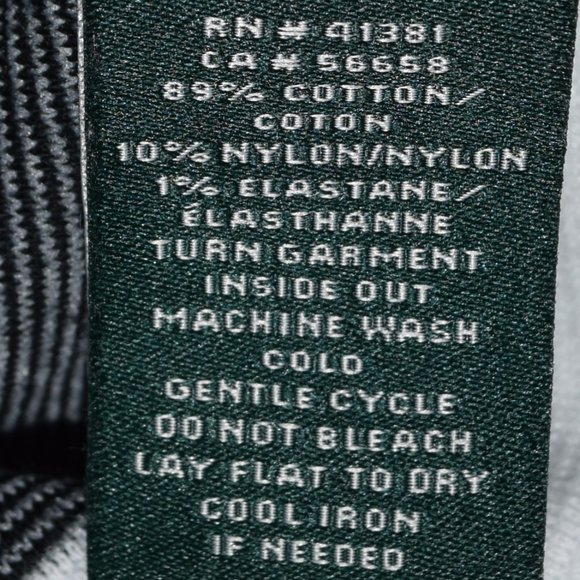 RN # 41381
CA # 56658
89% COTTON/
COTON
10% NYLON/NYLON
1% ELASTANE/
ÉLASTHANNE
TURN GARMENT
INSIDE OUT
MACHINE WASH
COLD
GENTLE CYCLE
DO NOT BLEACH
LAY FLAT TO DRY
COOL IRON
IF NEEDED